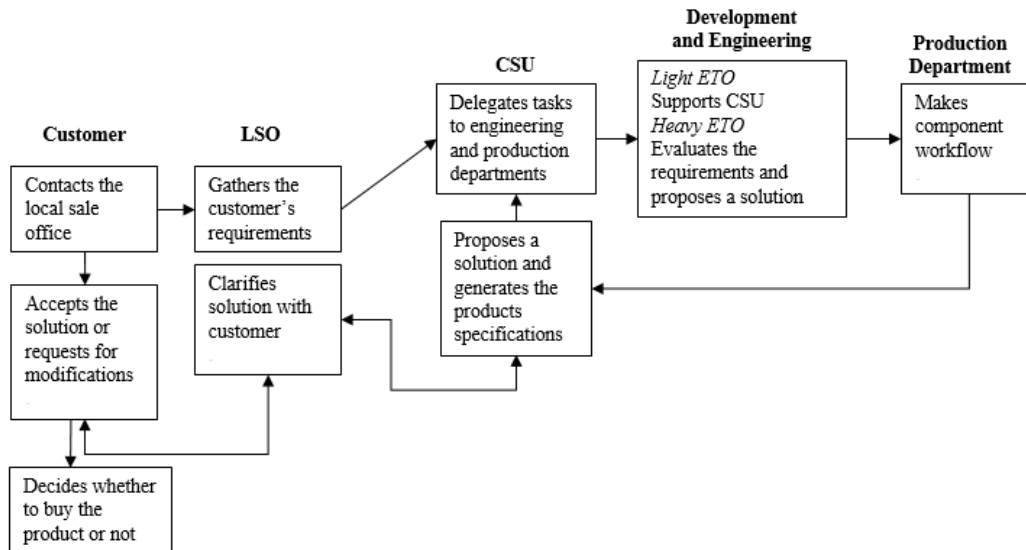 Customer
Contacts the
local sale
office
Accepts the
solution or
requests for
modifications
Decides whether
to buy the
product or not
LSO
Gathers the
customer's
requirements
Clarifies
solution with
customer
CSU
Delegates tasks
to engineering
and production
departments
Proposes a
solution and
generates the
products
specifications
Development
and Engineering
Light ETO
Supports CSU
Heavy ETO
Evaluates the
requirements and
proposes a solution
Production
Department
Makes
component
workflow